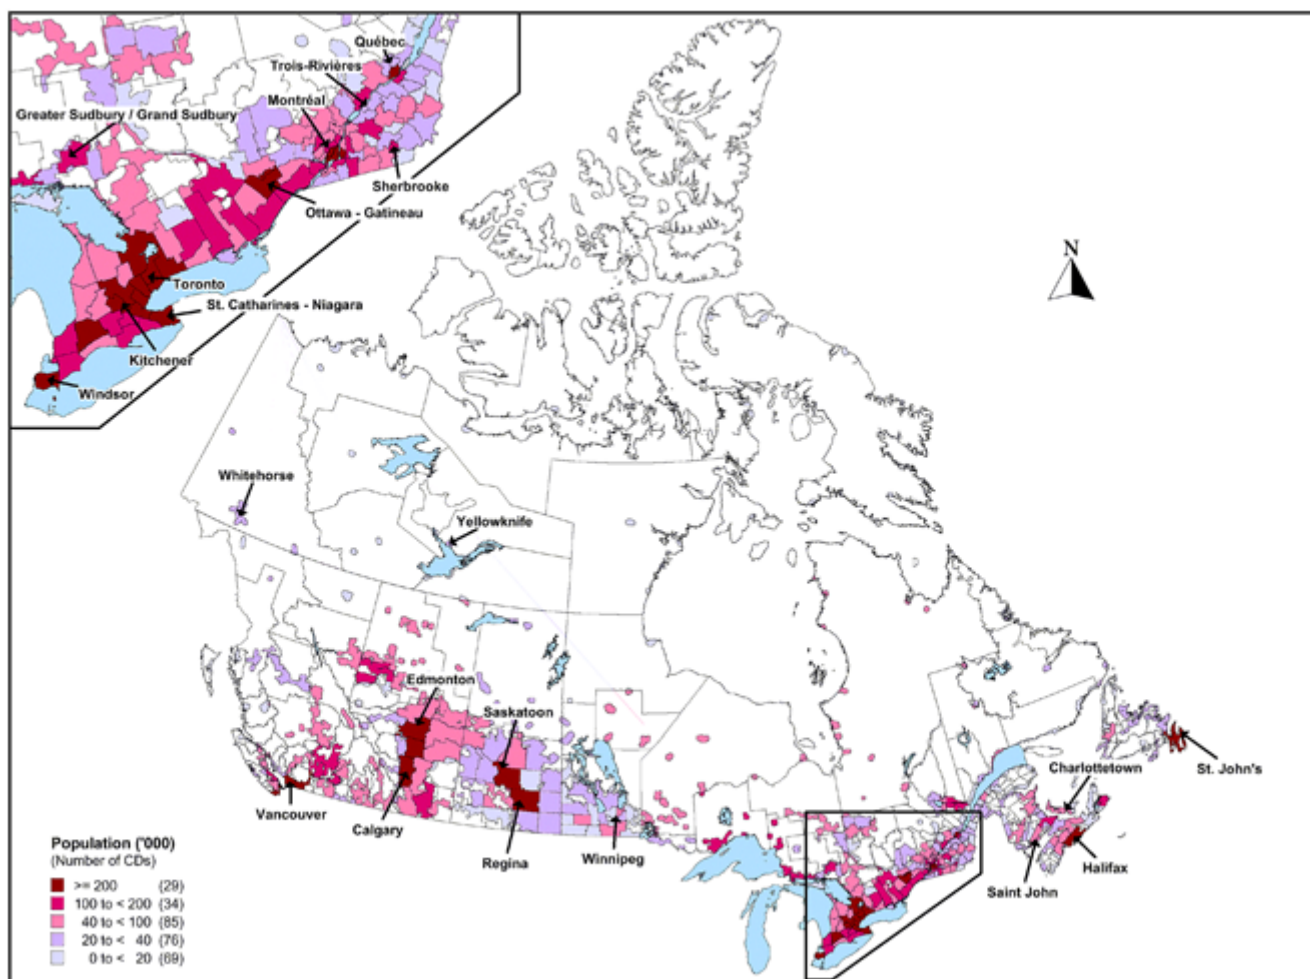 Québec
Trois-Rivières
Montréal
Greater Sudbury / Grand Sudbury
Sherbrooke
Ottawa - Gatineau
Toronto
St. Catharines - Niagara
Kitchener
Windsor
N
Whitehorse
Yellowknife
Edmonton
Saskatoon
St. John's
Charlottetown
Vancouver
Calgary
Regina
Winnipeg
Halifax
Saint John
Population ('000)
(Number of CDs)
>= 200 (29)
100 to < 200 (34)
40 to < 100 (85)
20 to < 40 (76)
0 to < 20 (69)